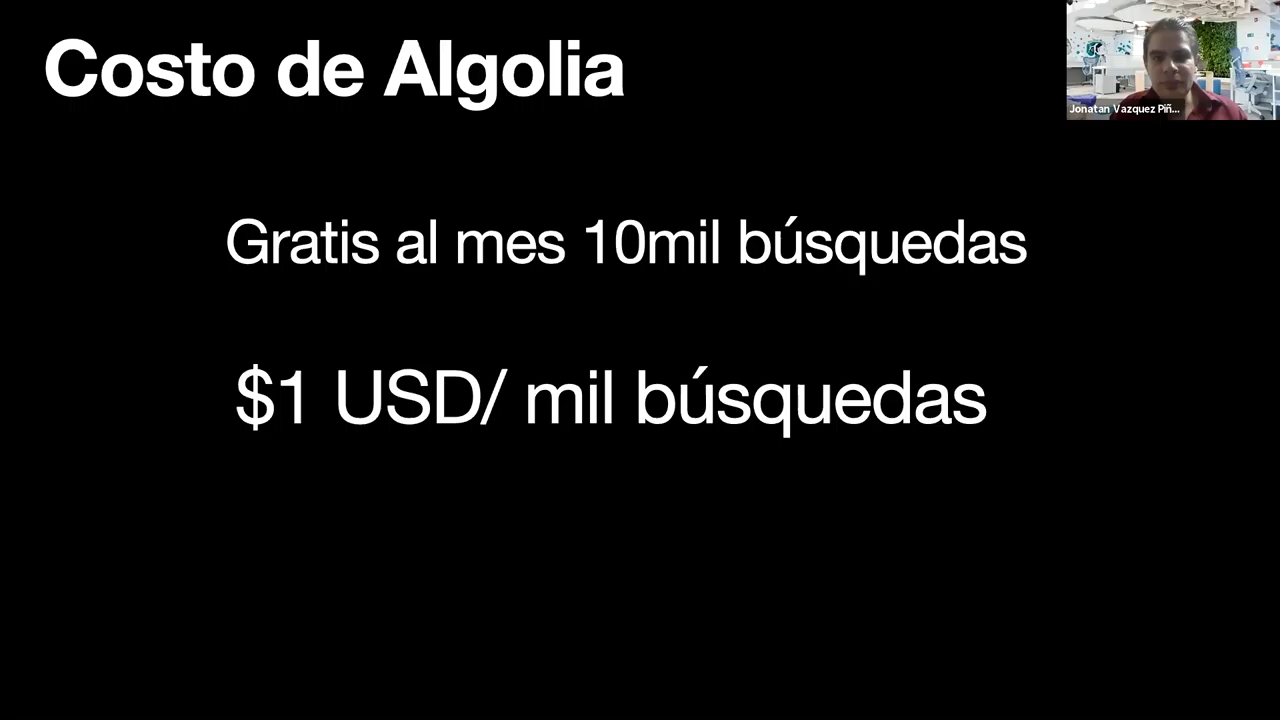 Costo de Algolia
Jonatan Vazquez Piñ...
Gratis al mes 10mil búsquedas
$1 USD/ mil búsquedas